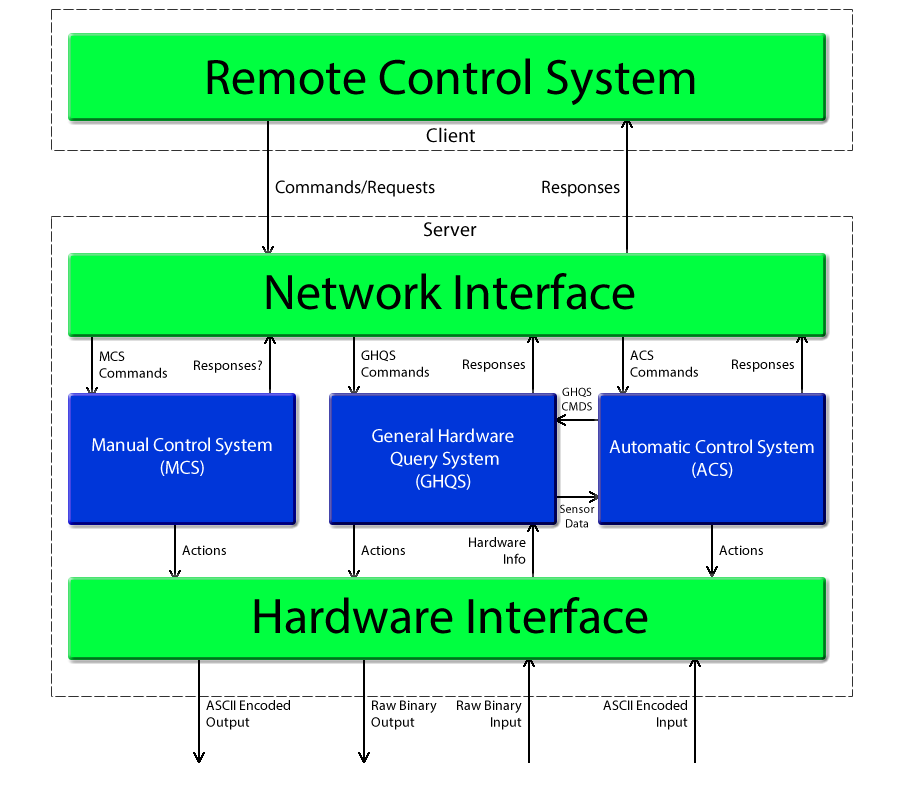 Remote Control System
Client
Commands/Requests
Responses
Server
Network Interface
MCS
Commands
Responses?
GHQS
Commands
Responses
ACS
Commands
Responses
GHQS
CMDS
Manual Control System
(MCS)
General Hardware
Query System
(GHQS)
Automatic Control System
(ACS)
Sensor
Data
Actions
Actions
Hardware
Info
Actions
Hardware Interface
ASCII Encoded
Output
Raw Binary
Output
Raw Binary
Input
ASCII Encoded
Input